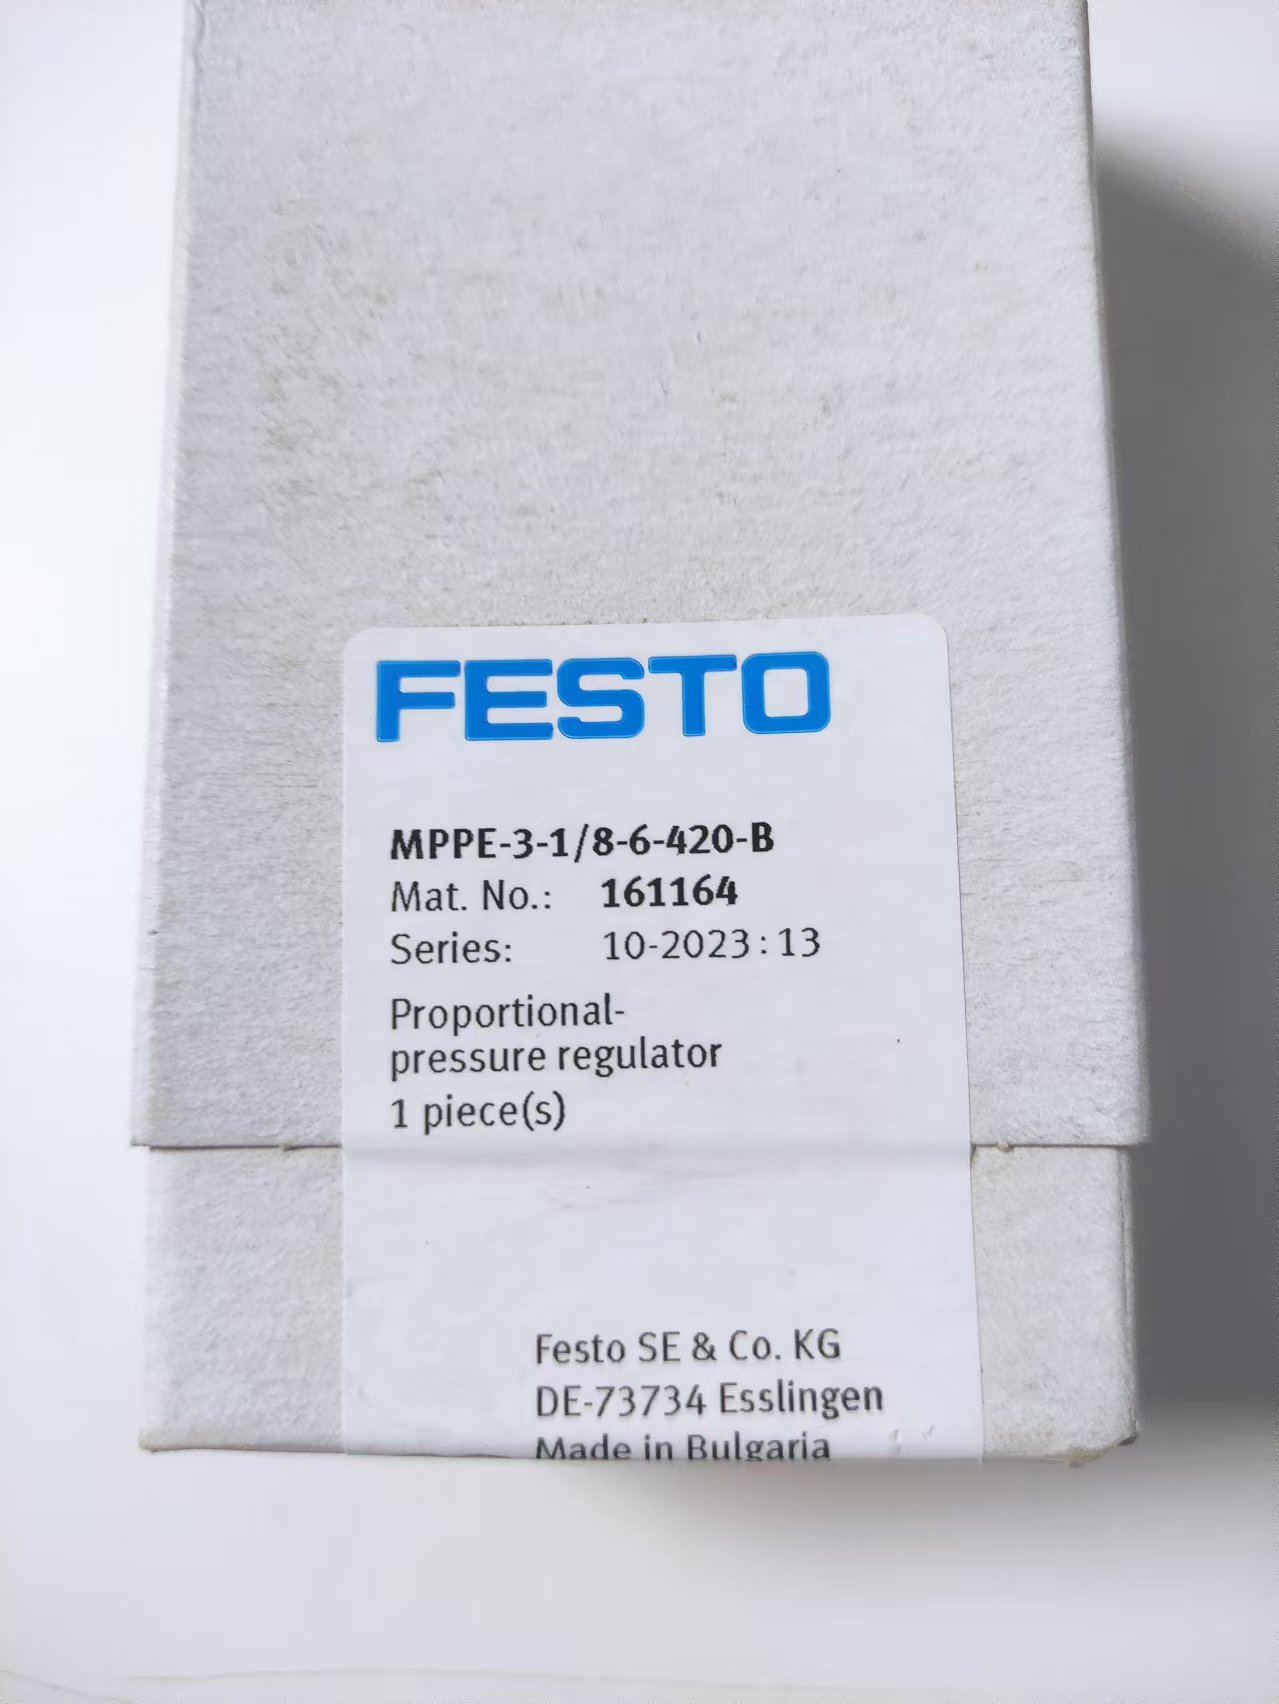 FESTO
MPPE-3-1/8-6-420-B
Mat. No.: 161164
Series: 10-2023:13
Proportional-
pressure regulator
1 piece(s)
Festo SE & Co. KG
DE-73734 Esslingen
Made in Bulgaria